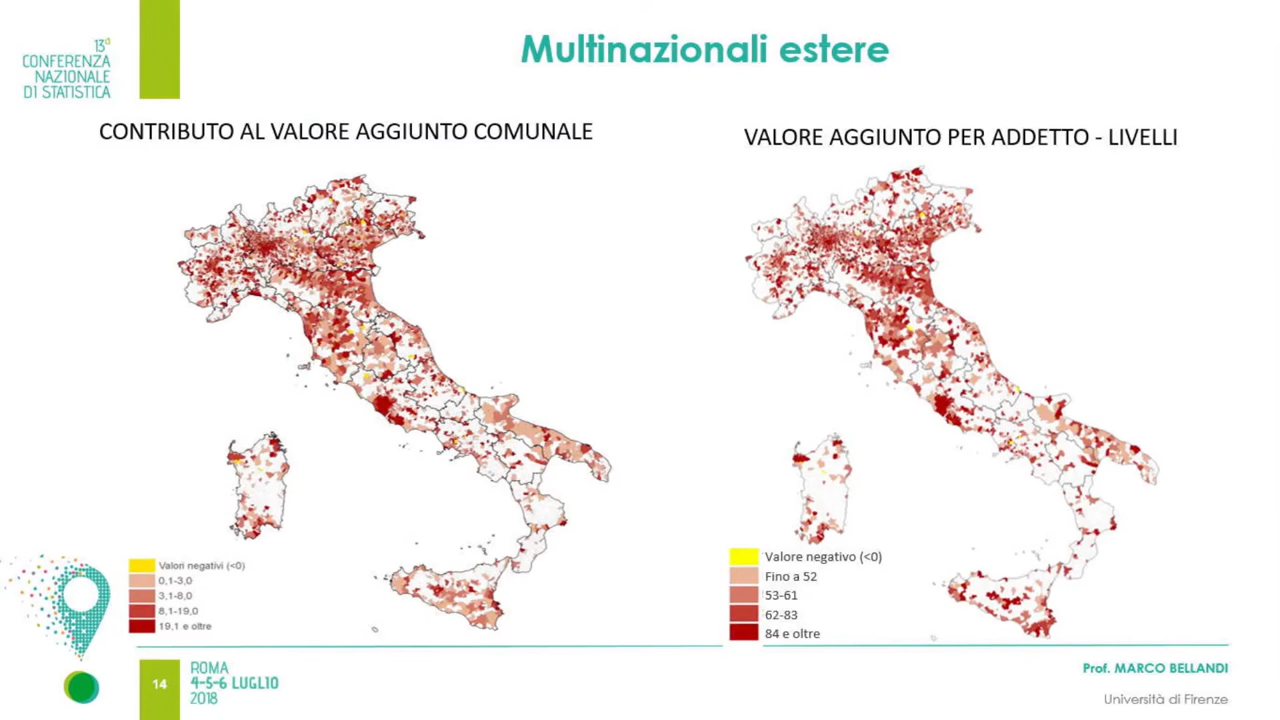 13a
CONFERENZA
NAZIONALE
DI STATISTICA
Multinazionali estere
CONTRIBUTO AL VALORE AGGIUNTO COMUNALE
VALORE AGGIUNTO PER ADDETTO - LIVELLI
Valori negativi (<0)
0,1-3,0
3,1-8,0
8,1-19,0
19,1 e oltre
Valore negativo (<0)
Fino a 52
53-61
62-83
84 e oltre
14
ROMA
4-5-6 LUGLIO
2018
Prof. MARCO BELLANDI
Università di Firenze